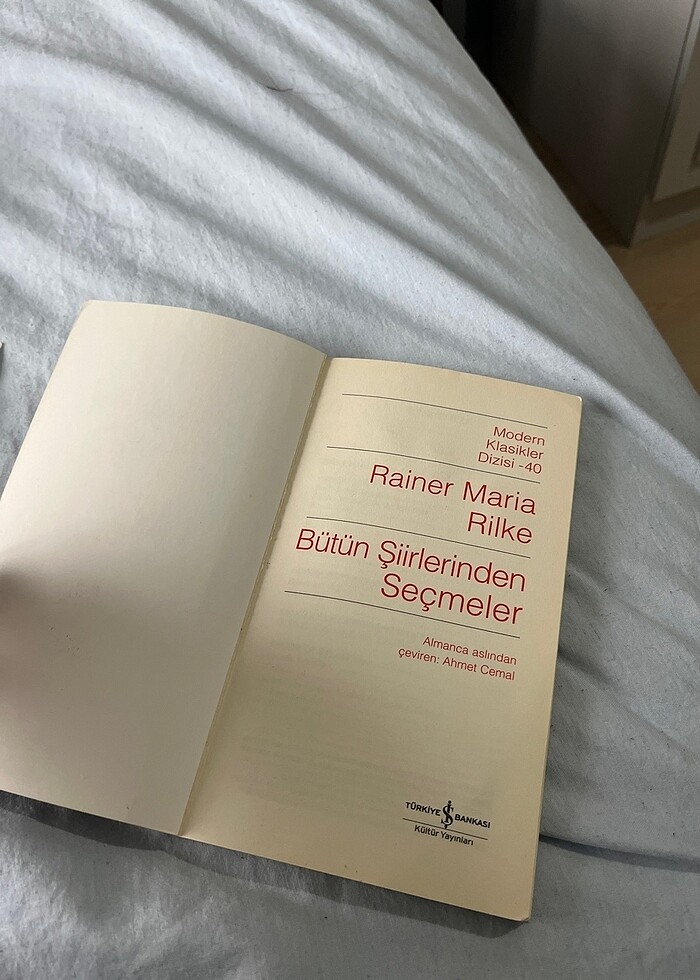 Modern
Klasikler
Dizisi -40
Rainer Maria
Rilke
Bütün Şiirlerinden
Seçmeler
Almanca aslından
çeviren: Ahmet Cemal
TÜRKİYE İŞ BANKASI
Kültür Yayınları